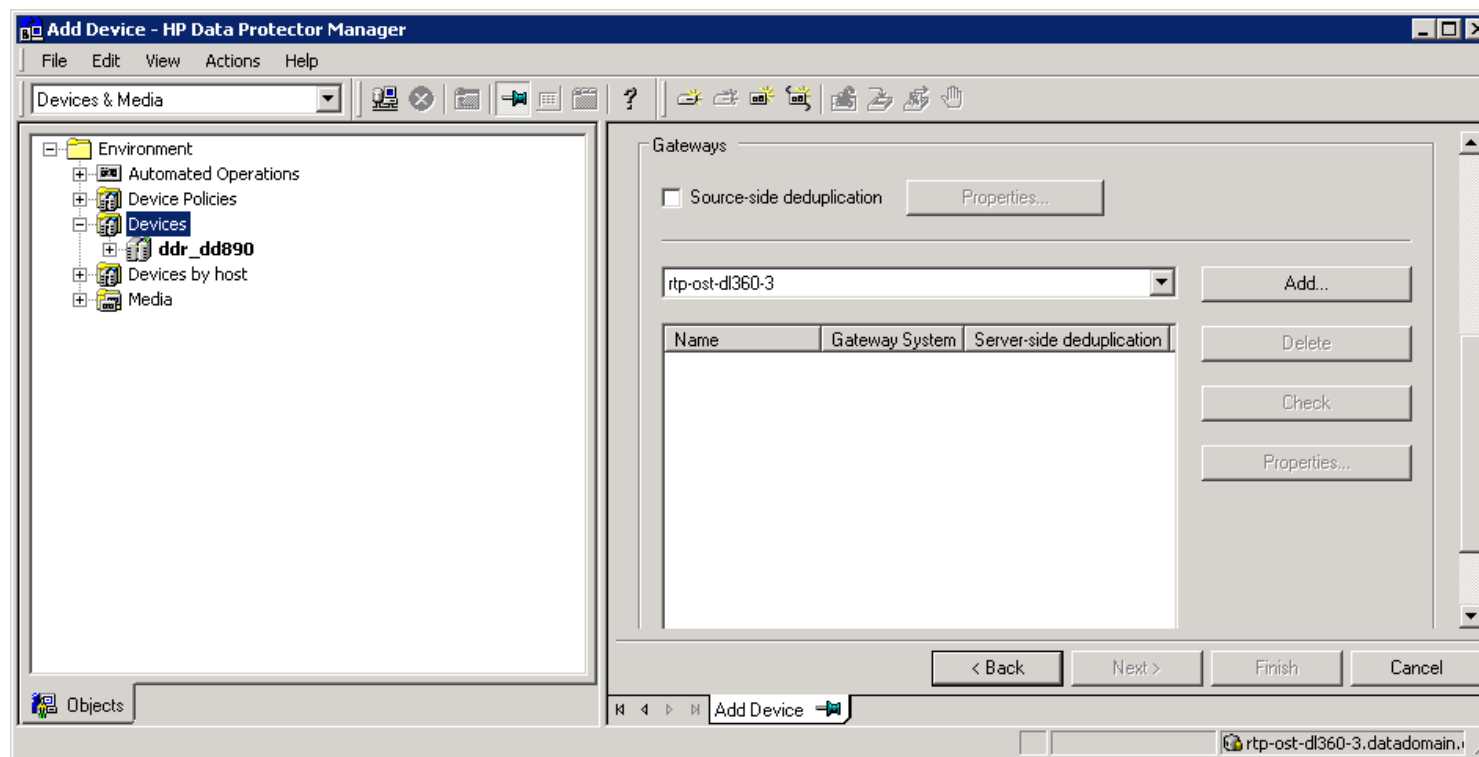 Add Device - HP Data Protector Manager
File Edit View Actions Help
Devices & Media
?
Environment
Automated Operations
Device Policies
Devices
ddr_dd890
Devices by host
Media
Objects
Gateways
Source-side deduplication Properties...
rtp-ost-dl360-3 Add...
Name Gateway System Server-side deduplication
Delete
Check
Properties...
< Back Next > Finish Cancel
Add Device
rtp-ost-dl360-3.datadomain.